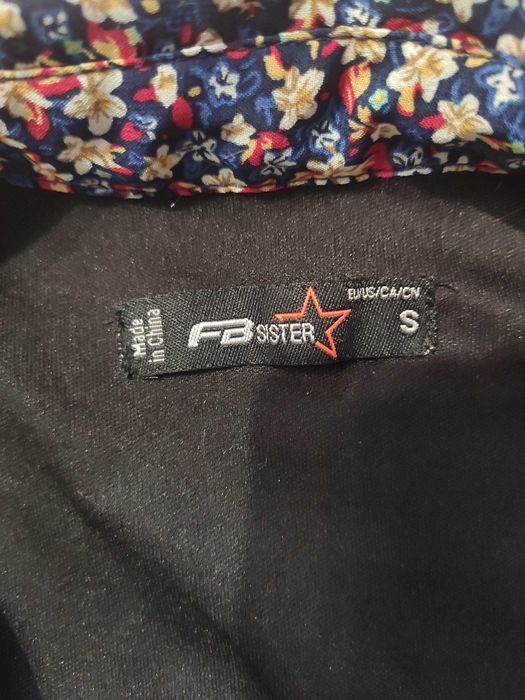 Made
in China
FB SISTER
EU/US/CA/CN
S